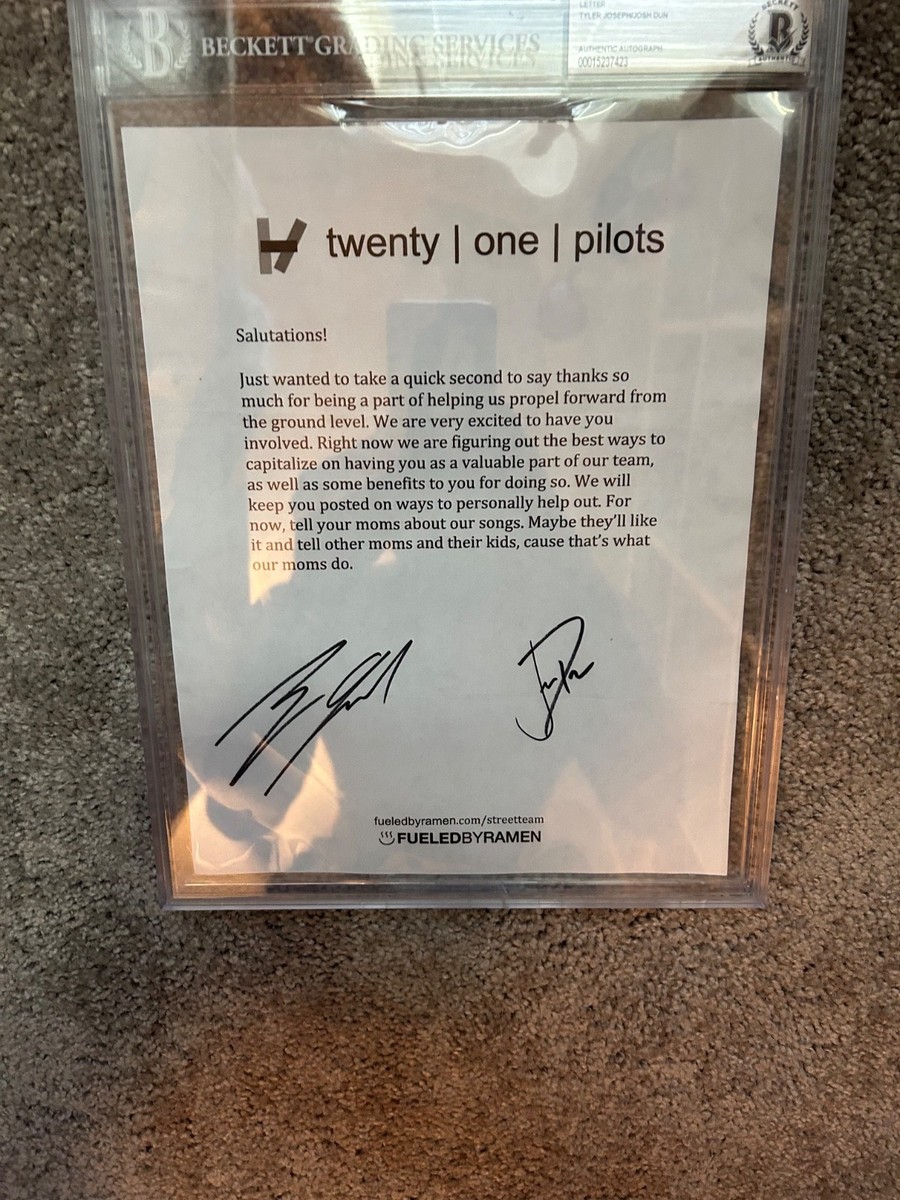 LETTER
TYLER JOSEPH/JOSH DUN
BECKETT GRADING SERVICES
AUTHENTIC AUTOGRAPH
00015237423
BECKETT
B
AUTHENTIC
twenty | one | pilots
Salutations!
Just wanted to take a quick second to say thanks so
much for being a part of helping us propel forward from
the ground level. We are very excited to have you
involved. Right now we are figuring out the best ways to
capitalize on having you as a valuable part of our team,
as well as some benefits to you for doing so. We will
keep you posted on ways to personally help out. For
now, tell your moms about our songs. Maybe they'll like
it and tell other moms and their kids, cause that's what
our moms do.
fueledbyramen.com/streetteam
FUELEDBYRAMEN